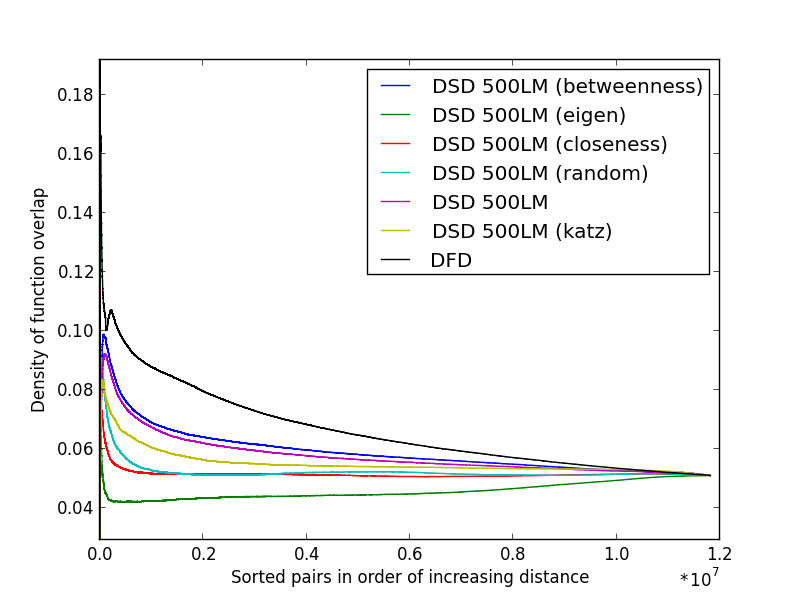 0.18
0.16
0.14
0.12
0.10
0.08
0.06
0.04
Density of function overlap
DSD 500LM (betweenness)
DSD 500LM (eigen)
DSD 500LM (closeness)
DSD 500LM (random)
DSD 500LM
DSD 500LM (katz)
DFD
0.0 0.2 0.4 0.6 0.8 1.0 1.2
Sorted pairs in order of increasing distance
*10^7